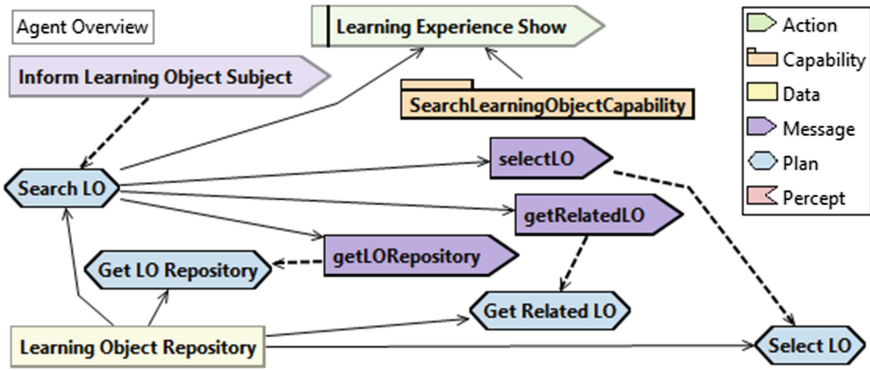 Agent Overview
Learning Experience Show
Inform Learning Object Subject
SearchLearningObjectCapability
selectLO
Search LO
getRelatedLO
getLORepository
Get LO Repository
Get Related LO
Learning Object Repository
Select LO
Action
Capability
Data
Message
Plan
Percept